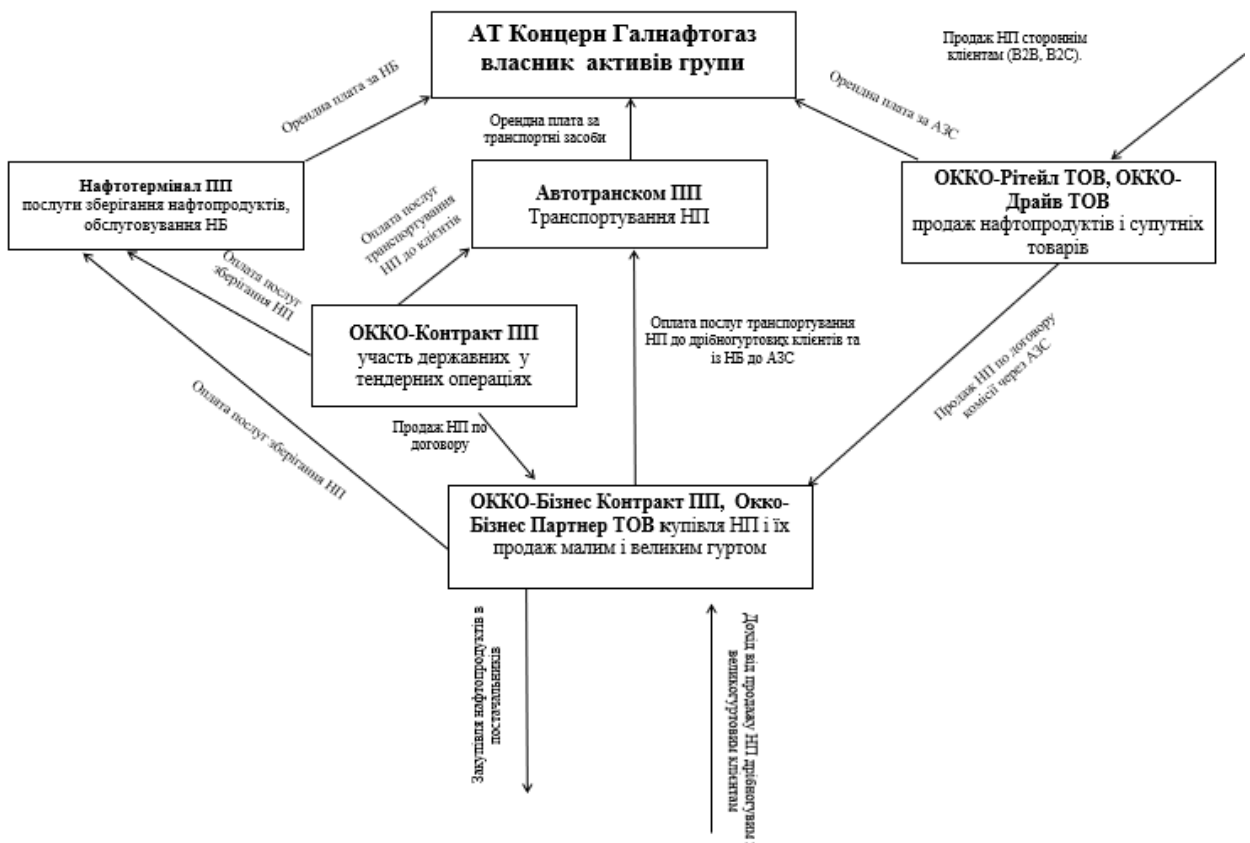 АТ Концерн Галнафтогаз
власник активів групи
Продаж НП стороннім
клієнтам (B2B, B2C).
Орендна плата за НБ
Орендна плата за
транспортні засоби
Орендна плата за АЗС
Нафтотермінал ПП
послуги зберігання нафтопродуктів,
обслуговування НБ
Автотранском ПП
Транспортування НП
ОККО-Рітейл ТОВ, ОККО-
Драйв ТОВ
продаж нафтопродуктів і супутніх
товарів
Оплата послуг
транспортування
НП до клієнтів
Оплата послуг
зберігання НП
ОККО-Контракт ПП
участь державних у
тендерних операціях
Оплата послуг транспортування
НП до дрібногуртових клієнтів та
із НБ до АЗС
Продаж НП по договору
комісії через АЗС
Оплата послуг зберігання НП
Продаж НП по
договору
ОККО-Бізнес Контракт ПП, Окко-
Бізнес Партнер ТОВ купівля НП і їх
продаж малим і великим гуртом
Закупівля нафтопродуктів в
постачальників
Дохід від продажу НП
великогуртовим клієнтам